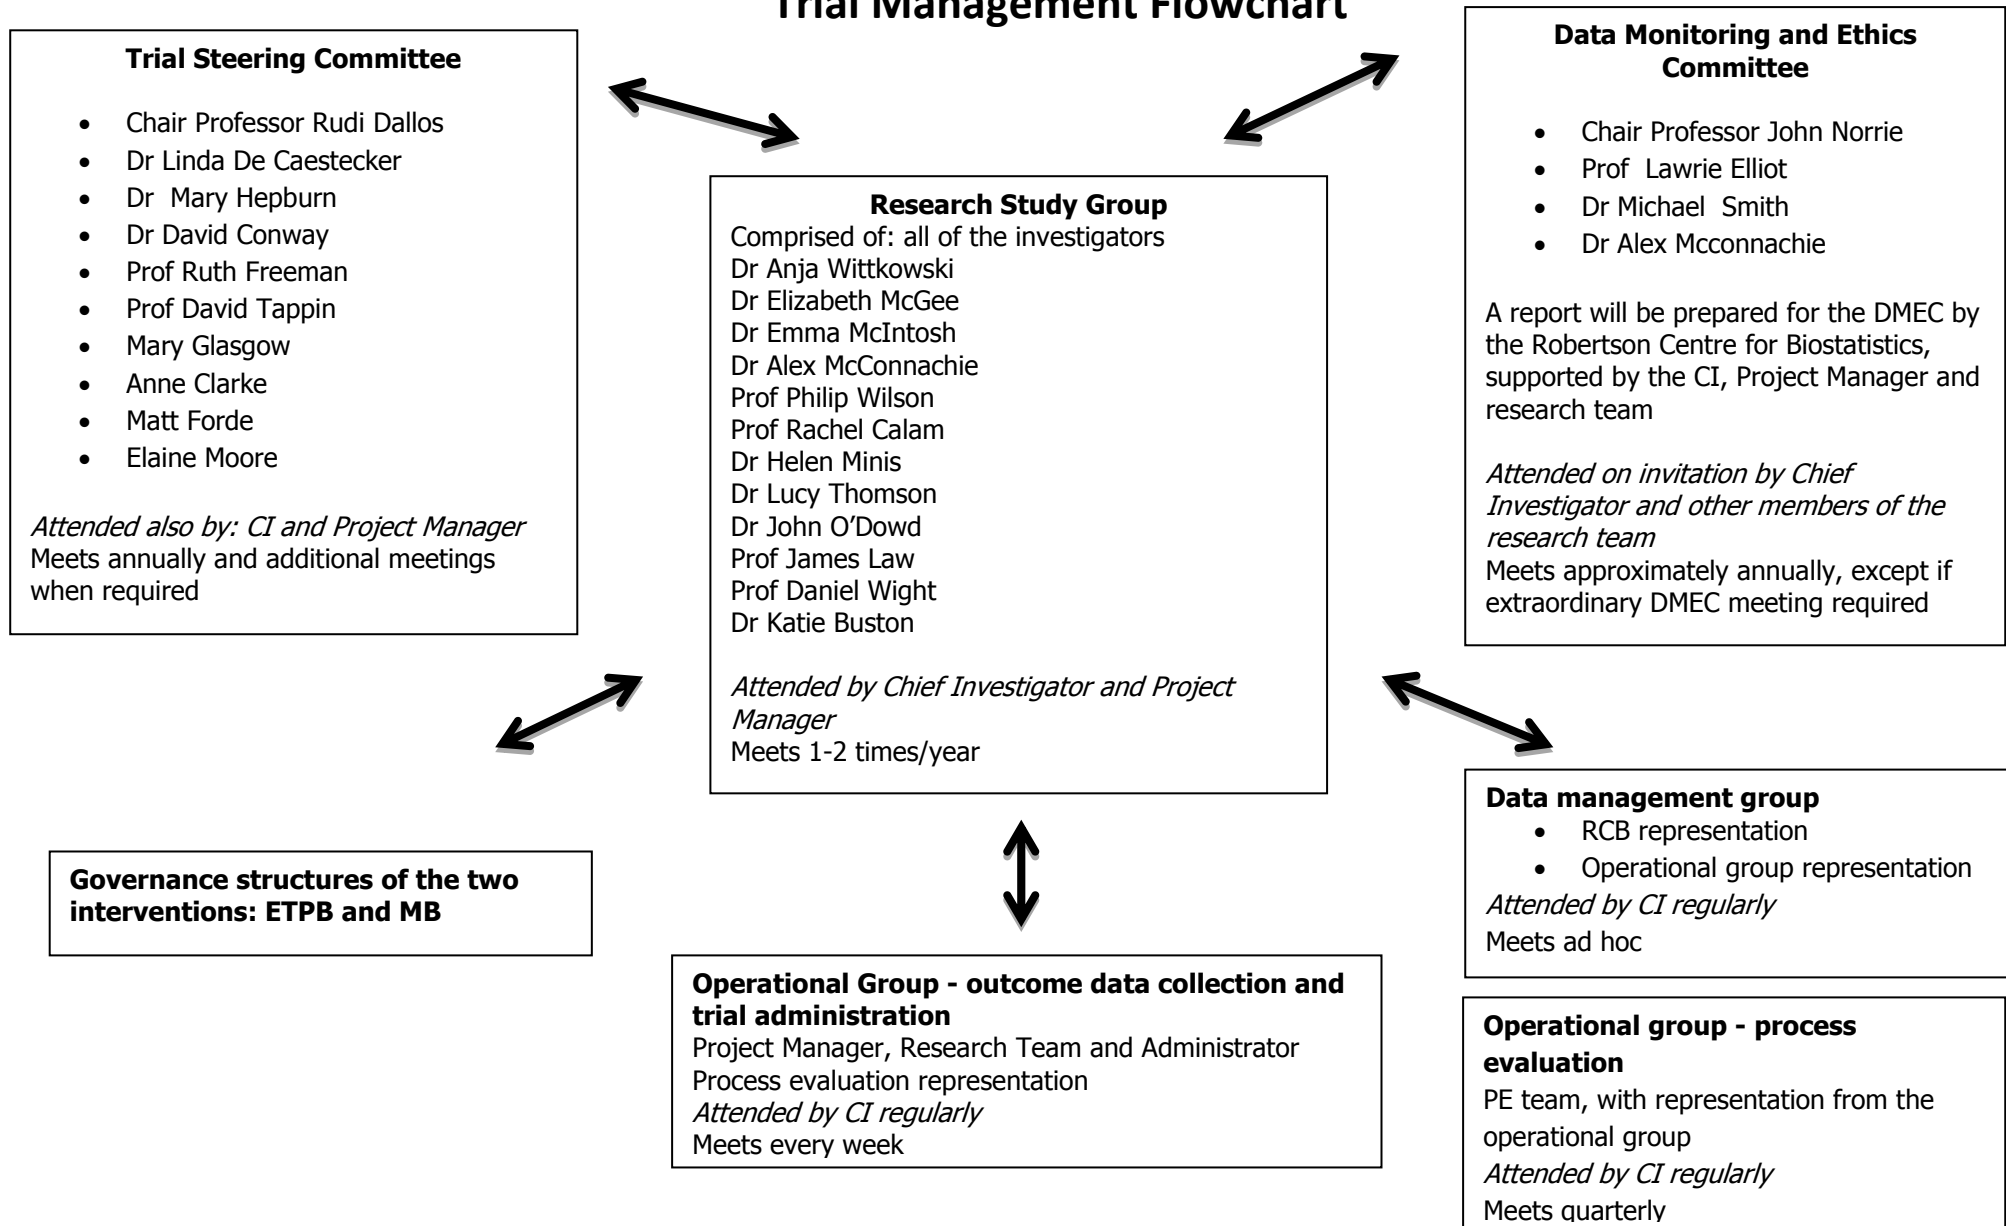 Trial Management Flowchart
Trial Steering Committee
• Chair Professor Rudi Dallos
• Dr Linda De Caestecker
• Dr  Mary Hepburn
• Dr David Conway
• Prof Ruth Freeman
• Prof David Tappin
• Mary Glasgow
• Anne Clarke
• Matt Forde
• Elaine Moore
Attended also by: CI and Project Manager
Meets annually and additional meetings
when required
Research Study Group
Comprised of: all of the investigators
Dr Anja Wittkowski
Dr Elizabeth McGee
Dr Emma McIntosh
Dr Alex McConnachie
Prof Philip Wilson
Prof Rachel Calam
Dr Helen Minis
Dr Lucy Thomson
Dr John O’Dowd
Prof James Law
Prof Daniel Wight
Dr Katie Buston
Attended by Chief Investigator and Project
Manager
Meets 1-2 times/year
Data Monitoring and Ethics
Committee
• Chair Professor John Norrie
• Prof  Lawrie Elliot
• Dr Michael  Smith
• Dr Alex Mcconnachie
A report will be prepared for the DMEC by
the Robertson Centre for Biostatistics,
supported by the CI, Project Manager and
research team
Attended on invitation by Chief
Investigator and other members of the
research team
Meets approximately annually, except if
extraordinary DMEC meeting required
Governance structures of the two
interventions: ETPB and MB
Operational Group - outcome data collection and
trial administration
Project Manager, Research Team and Administrator
Process evaluation representation
Attended by CI regularly
Meets every week
Data management group
• RCB representation
• Operational group representation
Attended by CI regularly
Meets ad hoc
Operational group - process
evaluation
PE team, with representation from the
operational group
Attended by CI regularly
Meets quarterly